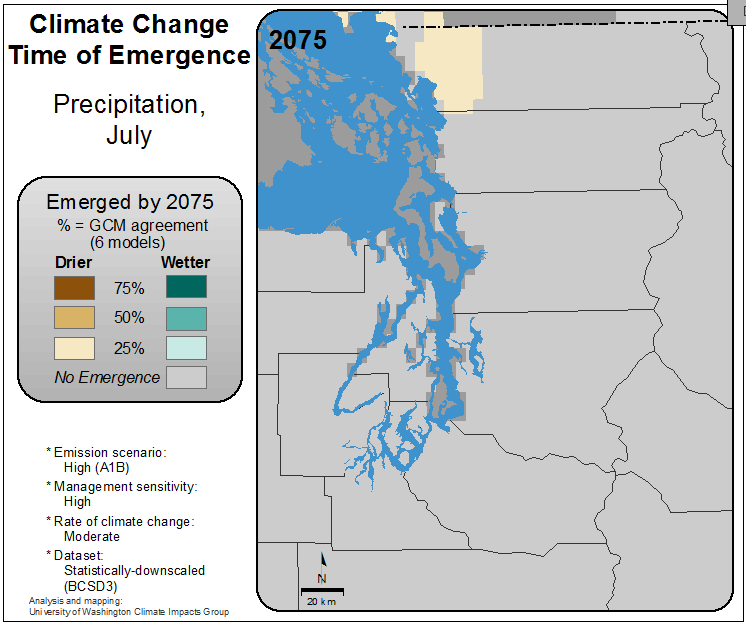 Climate Change
Time of Emergence
Precipitation,
July
Emerged by 2075
% = GCM agreement
(6 models)
Drier Wetter
75%
50%
25%
No Emergence
* Emission scenario:
High (A1B)
* Management sensitivity:
High
* Rate of climate change:
Moderate
* Dataset:
Statistically-downscaled
(BCSD3)
Analysis and mapping:
University of Washington Climate Impacts Group
2075
N
20 km